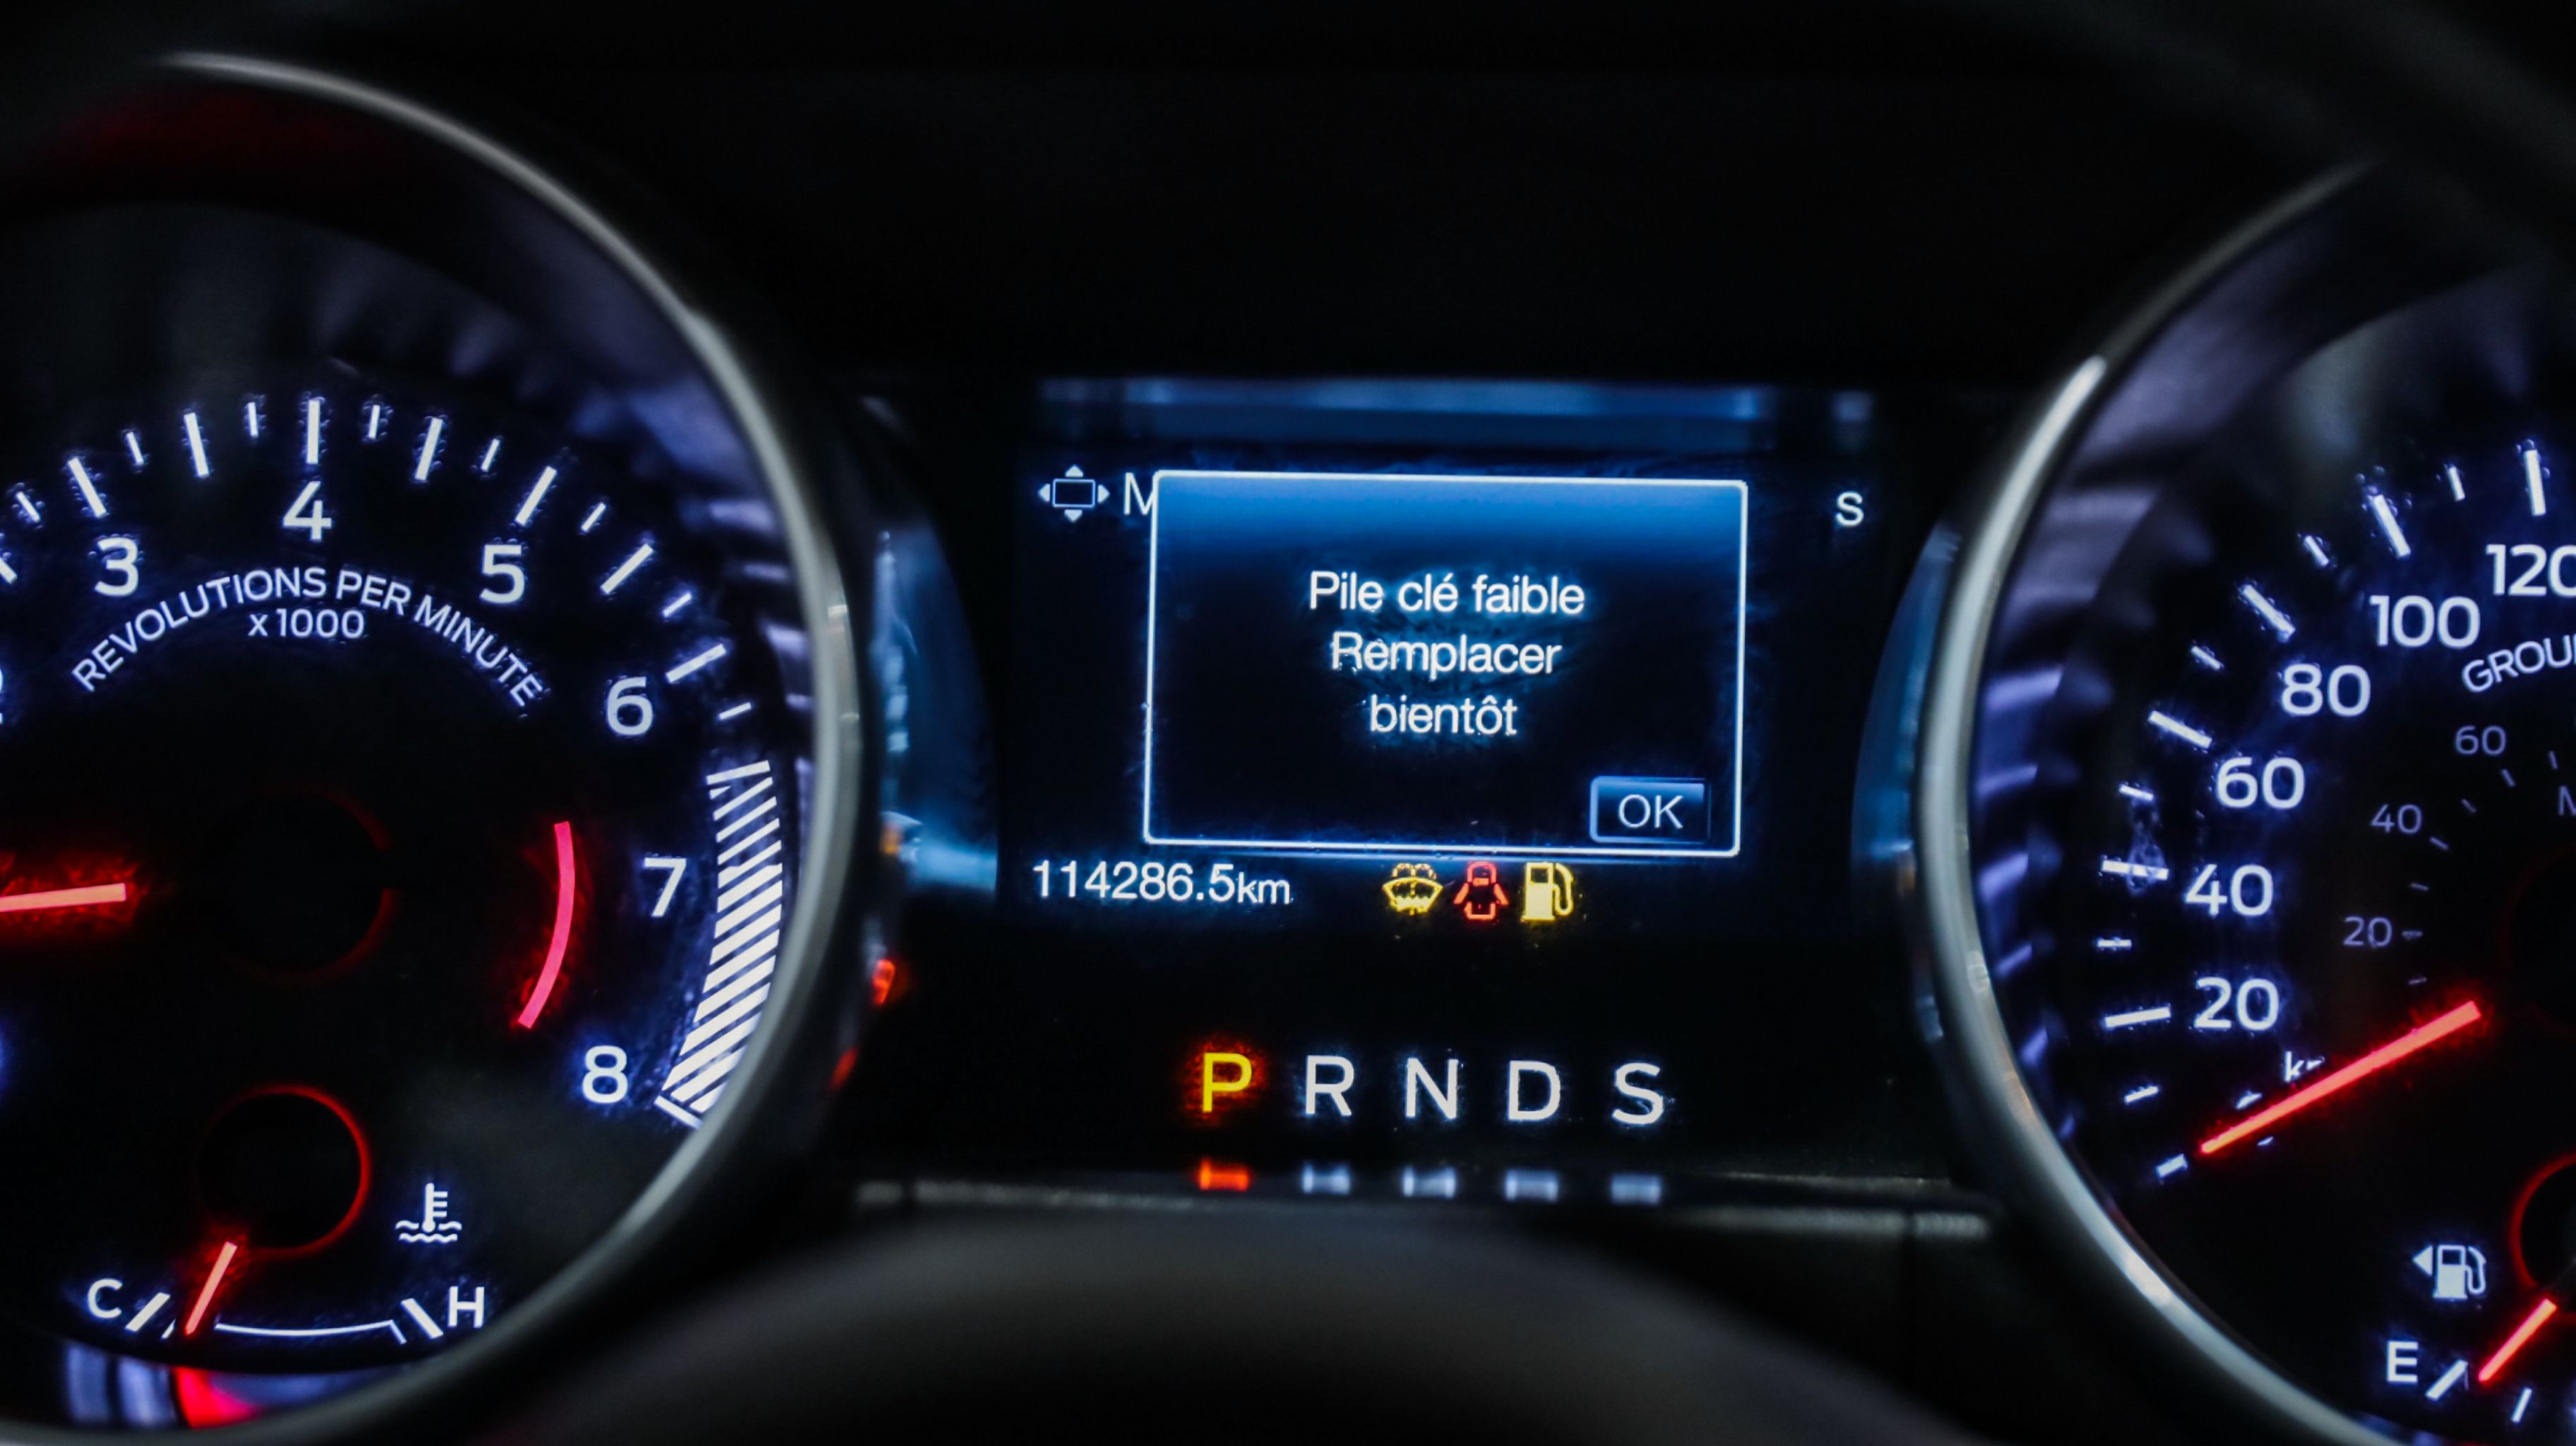 3
4
5
6
7
8
REVOLUTIONS PER MINUTE
x 1000
C
H
M
S
Pile clé faible
Remplacer
bientôt
OK
114286.5km
P R N D S
120
100
80
60
40
20
60
40
20
E